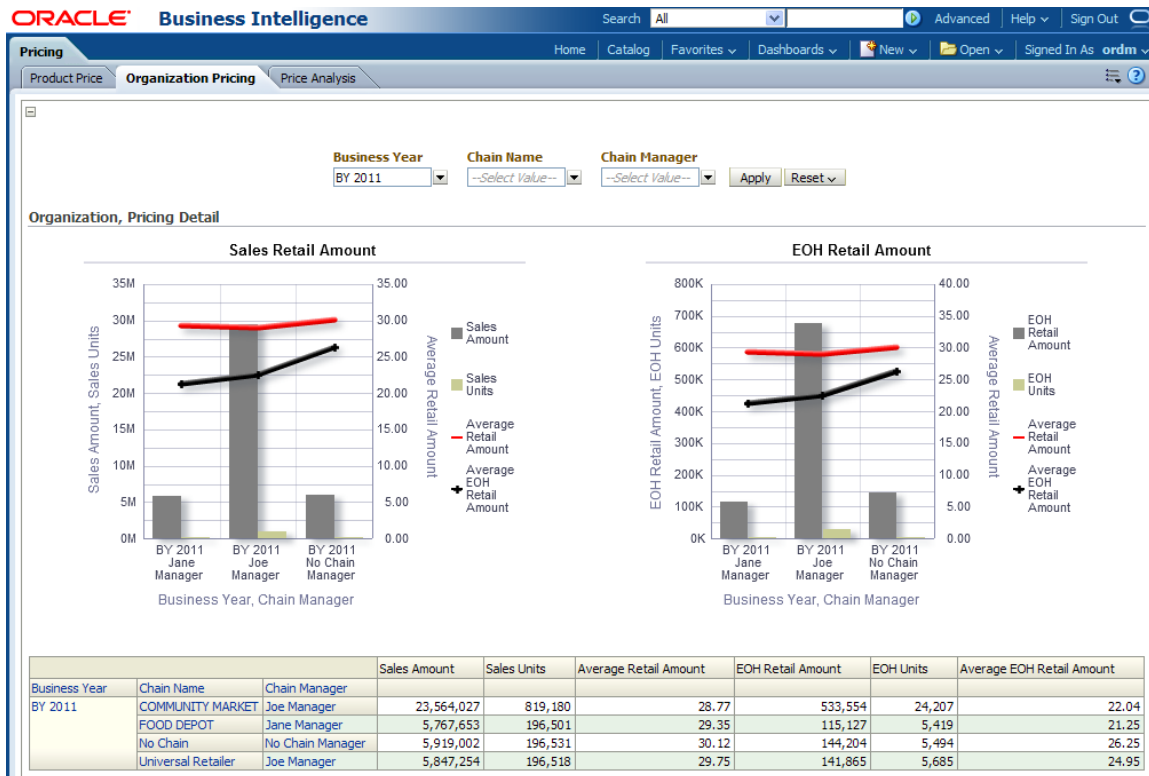 ORACLE Business Intelligence
Search All Advanced Help Sign Out
Pricing
Home Catalog Favorites Dashboards New Open Signed In As ordm
Product Price Organization Pricing Price Analysis
Business Year Chain Name Chain Manager
BY 2011 --Select Value-- --Select Value-- Apply Reset
Organization, Pricing Detail
Sales Retail Amount
35M
30M
25M
20M
15M
10M
5M
0M
Sales Amount, Sales Units
35.00
30.00
25.00
20.00
15.00
10.00
5.00
0.00
Average Retail Amount
Sales
Amount
Sales
Units
Average
Retail
Amount
Average
EOH
Retail
Amount
BY 2011 BY 2011 BY 2011
Jane Joe No Chain
Manager Manager Manager
Business Year, Chain Manager
EOH Retail Amount
800K
700K
600K
500K
400K
300K
200K
100K
0K
EOH Retail Amount, EOH Units
40.00
35.00
30.00
25.00
20.00
15.00
10.00
5.00
0.00
Average Retail Amount
EOH
Retail
Amount
EOH
Units
Average
Retail
Amount
Average
EOH
Retail
Amount
BY 2011 BY 2011 BY 2011
Jane Joe No Chain
Manager Manager Manager
Business Year, Chain Manager
Sales Amount Sales Units Average Retail Amount EOH Retail Amount EOH Units Average EOH Retail Amount
Business Year Chain Name Chain Manager
BY 2011 COMMUNITY MARKET Joe Manager 23,564,027 819,180 28.77 533,554 24,207 22.04
FOOD DEPOT Jane Manager 5,767,653 196,501 29.35 115,127 5,419 21.25
No Chain No Chain Manager 5,919,002 196,531 30.12 144,204 5,494 26.25
Universal Retailer Joe Manager 5,847,254 196,518 29.75 141,865 5,685 24.95